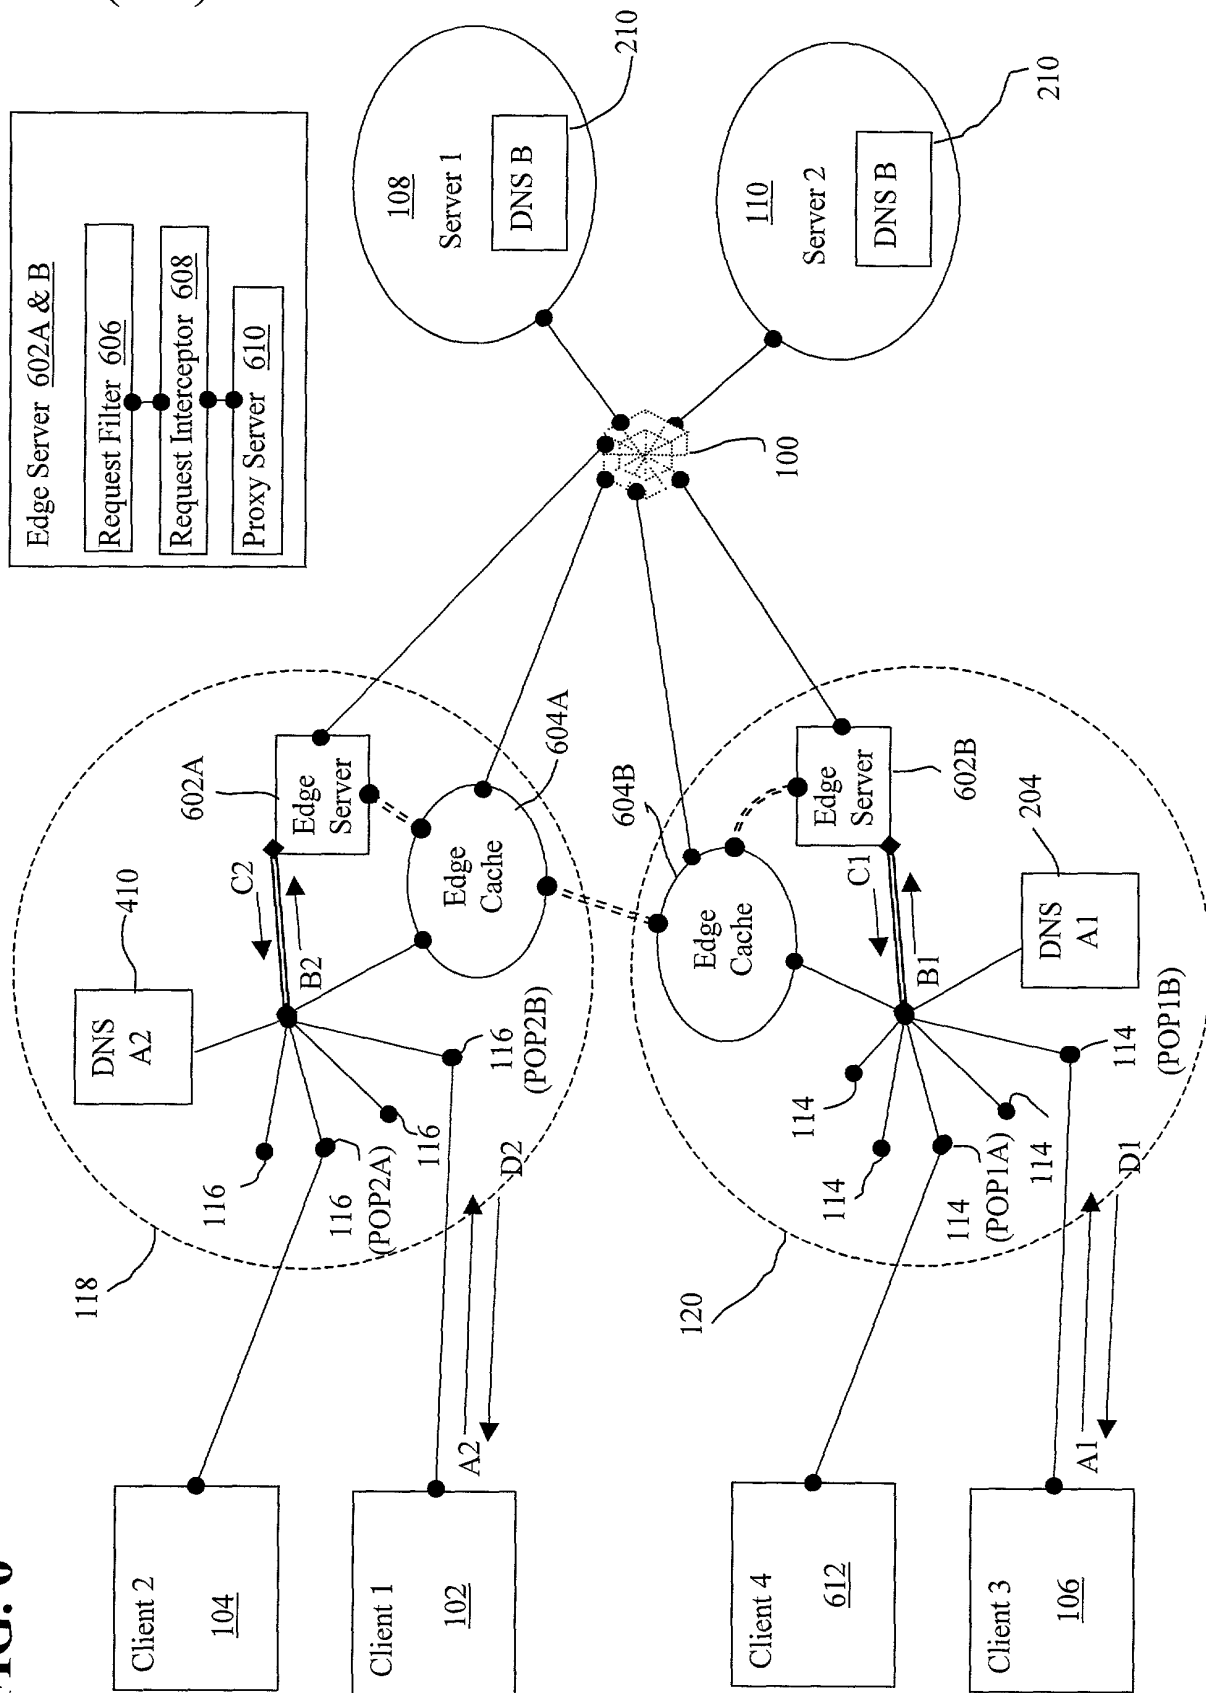 FIG. 6
Edge Server 602A & B
Request Filter 606
Request Interceptor 608
Proxy Server 610
108
Server 1
DNS B
210
110
Server 2
DNS B
210
100
118
DNS
A2
410
602A
Edge
Server
C2
B2
Edge
Cache
604A
116
116
(POP2A)
116
116
(POP2B)
D2
A2
Client 2
104
Client 1
102
120
604B
Edge
Cache
Edge
Server
602B
C1
B1
204
DNS
A1
114
114
114
(POP1A)
114
114
(POP1B)
D1
A1
Client 4
612
Client 3
106